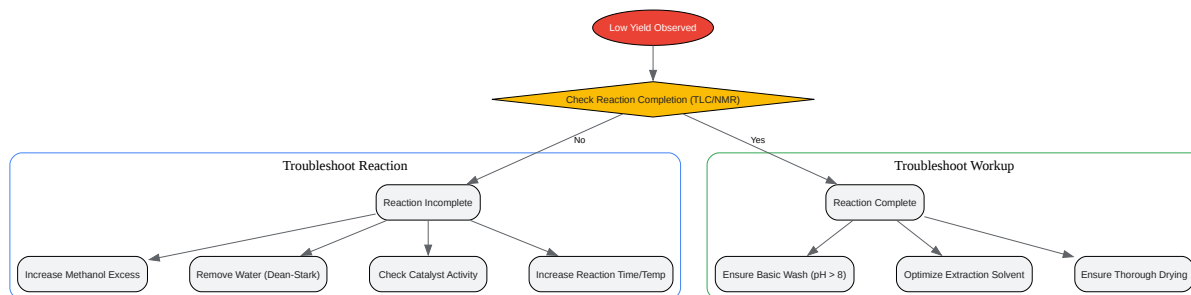 Low Yield Observed
Check Reaction Completion (TLC/NMR)
No
Yes
Troubleshoot Reaction
Troubleshoot Workup
Reaction Incomplete
Reaction Complete
Increase Methanol Excess
Remove Water (Dean-Stark)
Check Catalyst Activity
Increase Reaction Time/Temp
Ensure Basic Wash (pH > 8)
Optimize Extraction Solvent
Ensure Thorough Drying